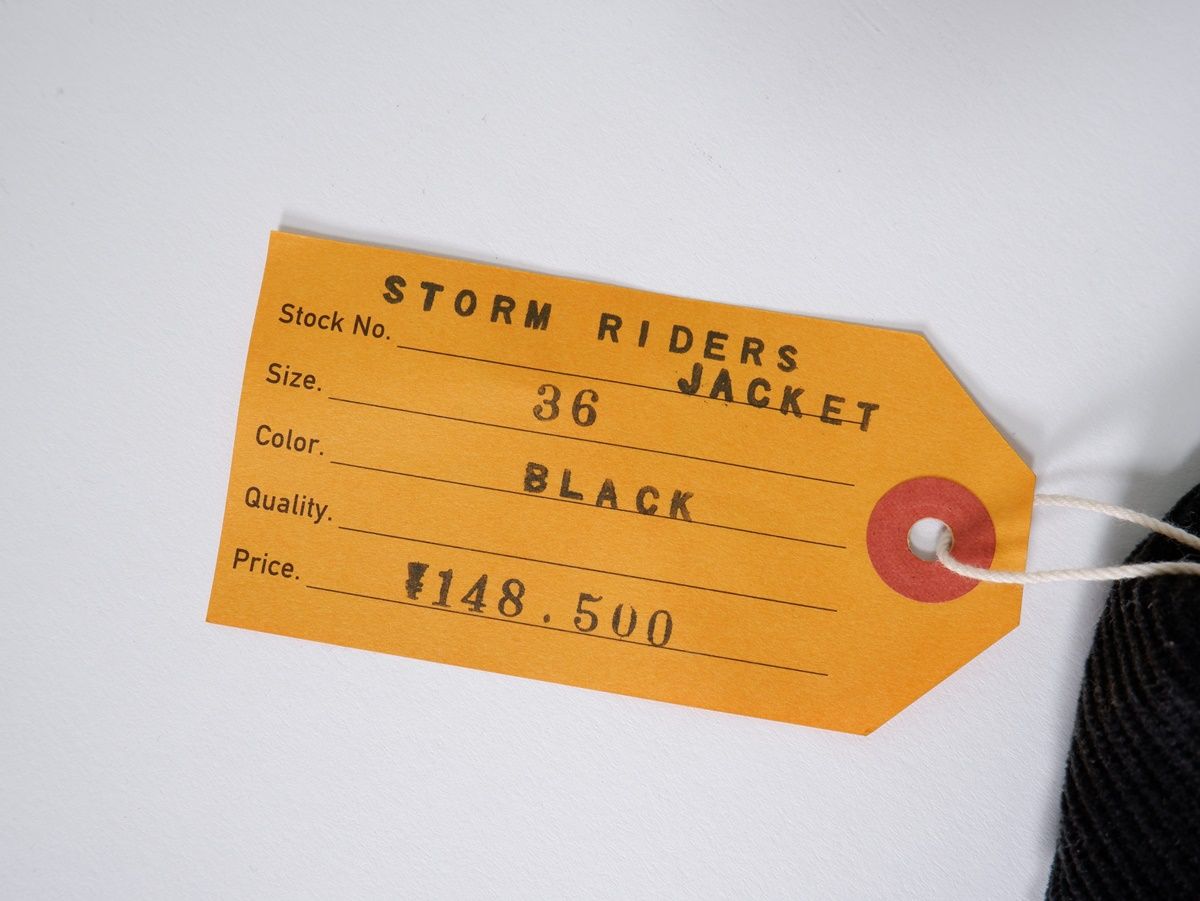 STORM RIDERS
Stock No. JACKET
Size. 36
Color. BLACK
Quality.
Price. ¥148.500